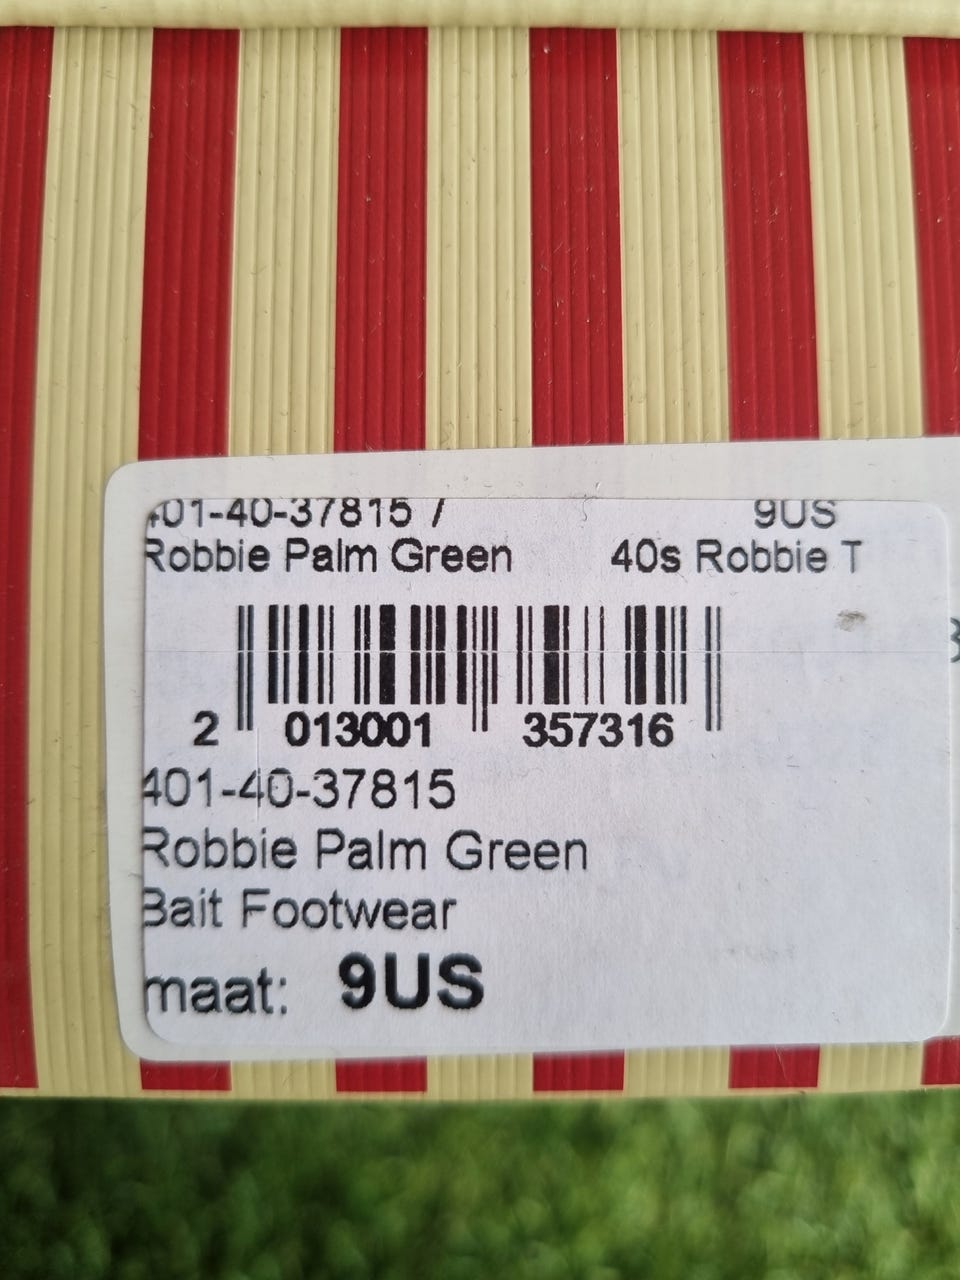 401-40-37815 / 9US
Robbie Palm Green 40s Robbie T
2 013001 357316
401-40-37815
Robbie Palm Green
Bait Footwear
maat: 9US